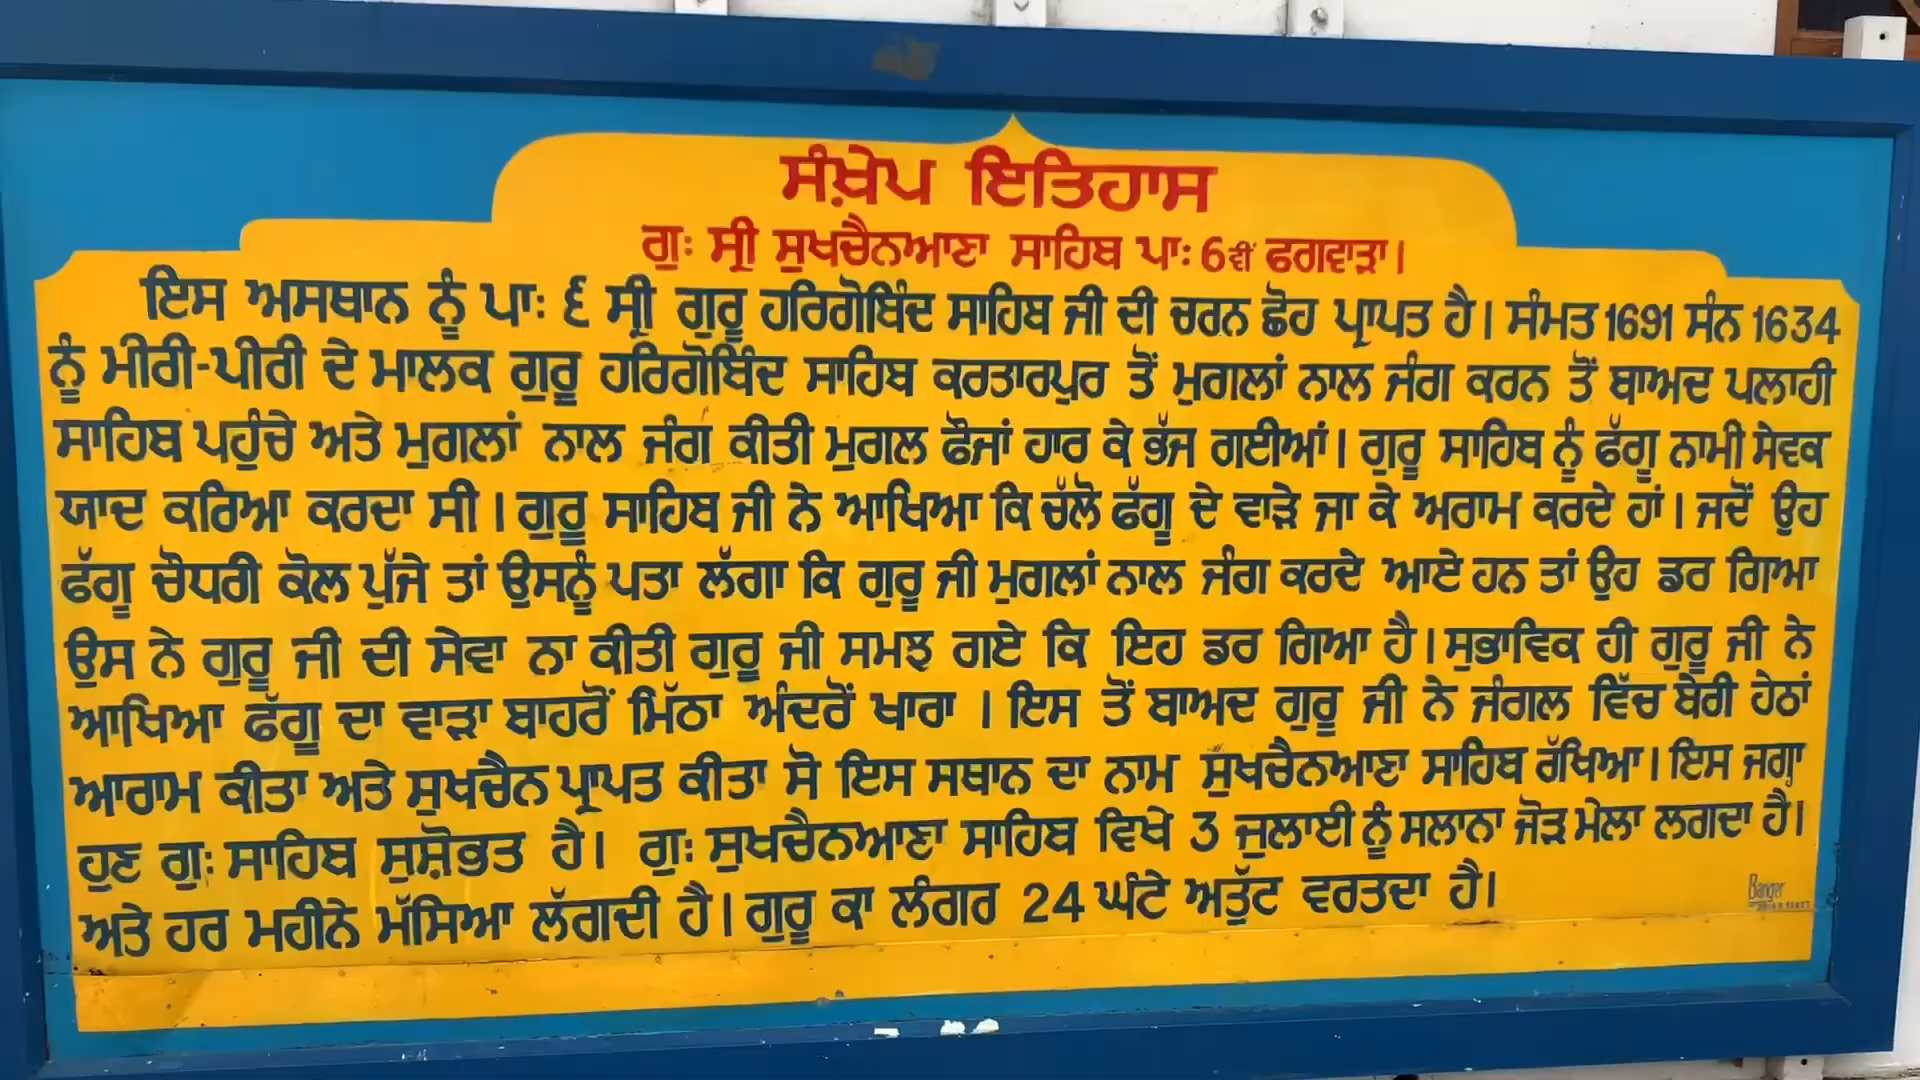 ਸੰਖ਼ੇਪ ਇਤਿਹਾਸ
ਗੁਃ ਸ੍ਰੀ ਸੁਖਚੈਨਆਣਾ ਸਾਹਿਬ ਪਾਃ 6ਵੀਂ ਫਗਵਾੜਾ।
ਇਸ ਅਸਥਾਨ ਨੂੰ ਪਾਃ ੬ ਸ੍ਰੀ ਗੁਰੂ ਹਰਿਗੋਬਿੰਦ ਸਾਹਿਬ ਜੀ ਦੀ ਚਰਨ ਛੋਹ ਪ੍ਰਾਪਤ ਹੈ। ਸੰਮਤ 1691 ਸੰਨ 1634
ਨੂੰ ਮੀਰੀ-ਪੀਰੀ ਦੇ ਮਾਲਕ ਗੁਰੂ ਹਰਿਗੋਬਿੰਦ ਸਾਹਿਬ ਕਰਤਾਰਪੁਰ ਤੋਂ ਮੁਗਲਾਂ ਨਾਲ ਜੰਗ ਕਰਨ ਤੋਂ ਬਾਅਦ ਪਲਾਹੀ
ਸਾਹਿਬ ਪਹੁੰਚੇ ਅਤੇ ਮੁਗਲਾਂ ਨਾਲ ਜੰਗ ਕੀਤੀ ਮੁਗਲ ਫੌਜਾਂ ਹਾਰ ਕੇ ਭੱਜ ਗਈਆਂ। ਗੁਰੂ ਸਾਹਿਬ ਨੂੰ ਫੱਗੂ ਨਾਮੀ ਸੇਵਕ
ਯਾਦ ਕਰਿਆ ਕਰਦਾ ਸੀ। ਗੁਰੂ ਸਾਹਿਬ ਜੀ ਨੇ ਆਖਿਆ ਕਿ ਚੱਲੋ ਫੱਗੂ ਦੇ ਵਾੜੇ ਜਾ ਕੇ ਅਰਾਮ ਕਰਦੇ ਹਾਂ। ਜਦੋਂ ਉਹ
ਫੱਗੂ ਚੋਧਰੀ ਕੋਲ ਪੁੱਜੇ ਤਾਂ ਉਸਨੂੰ ਪਤਾ ਲੱਗਾ ਕਿ ਗੁਰੂ ਜੀ ਮੁਗਲਾਂ ਨਾਲ ਜੰਗ ਕਰਦੇ ਆਏ ਹਨ ਤਾਂ ਉਹ ਡਰ ਗਿਆ
ਉਸ ਨੇ ਗੁਰੂ ਜੀ ਦੀ ਸੇਵਾ ਨਾ ਕੀਤੀ ਗੁਰੂ ਜੀ ਸਮਝ ਗਏ ਕਿ ਇਹ ਡਰ ਗਿਆ ਹੈ। ਸੁਭਾਵਿਕ ਹੀ ਗੁਰੂ ਜੀ ਨੇ
ਆਖਿਆ ਫੱਗੂ ਦਾ ਵਾੜਾ ਬਾਹਰੋਂ ਮਿੱਠਾ ਅੰਦਰੋਂ ਖਾਰਾ । ਇਸ ਤੋਂ ਬਾਅਦ ਗੁਰੂ ਜੀ ਨੇ ਜੰਗਲ ਵਿੱਚ ਬੇਰੀ ਹੇਠਾਂ
ਆਰਾਮ ਕੀਤਾ ਅਤੇ ਸੁਖਚੈਨ ਪ੍ਰਾਪਤ ਕੀਤਾ ਸੋ ਇਸ ਸਥਾਨ ਦਾ ਨਾਮ ਸੁੱਖਚੈਨਆਣਾ ਸਾਹਿਬ ਰੱਖਿਆ। ਇਸ ਜਗ੍ਹਾ
ਹੁਣ ਗੁਃ ਸਾਹਿਬ ਸੁਸ਼ੋਭਤ ਹੈ। ਗੁਃ ਸੁਖਚੈਨਆਣਾ ਸਾਹਿਬ ਵਿਖੇ 3 ਜੁਲਾਈ ਨੂੰ ਸਲਾਨਾ ਜੋੜ ਮੇਲਾ ਲਗਦਾ ਹੈ।
ਅਤੇ ਹਰ ਮਹੀਨੇ ਮੱਸਿਆ ਲੱਗਦੀ ਹੈ। ਗੁਰੂ ਕਾ ਲੰਗਰ 24 ਘੰਟੇ ਅਤੁੱਟ ਵਰਤਦਾ ਹੈ।
Banger